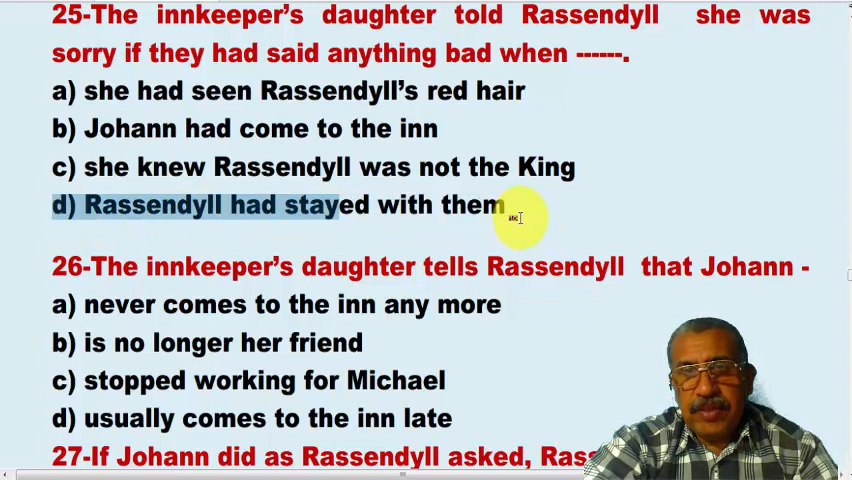 25-The innkeeper's daughter told Rassendyll she was
sorry if they had said anything bad when ------.
a) she had seen Rassendyll's red hair
b) Johann had come to the inn
c) she knew Rassendyll was not the King
d) Rassendyll had stayed with them
26-The innkeeper's daughter tells Rassendyll that Johann -
a) never comes to the inn any more
b) is no longer her friend
c) stopped working for Michael
d) usually comes to the inn late
27-If Johann did as Rassendyll asked,